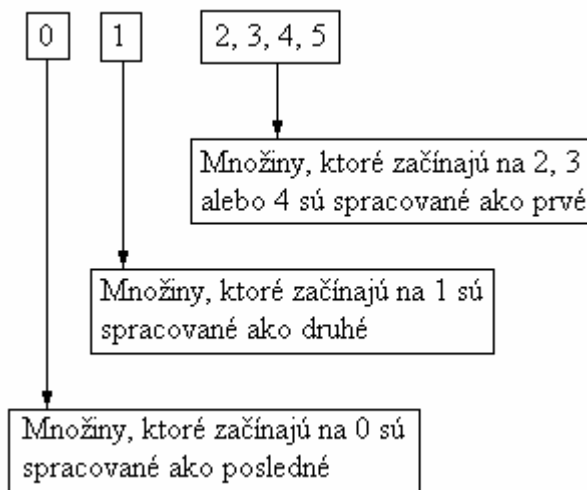 0 1 2, 3, 4, 5
Množiny, ktoré začínajú na 2, 3
alebo 4 sú spracované ako prvé
Množiny, ktoré začínajú na 1 sú
spracované ako druhé
Množiny, ktoré začínajú na 0 sú
spracované ako posledné